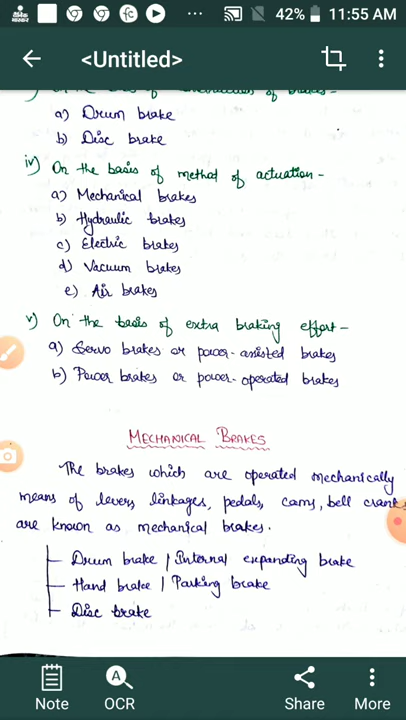 42% 11:55 AM
<Untitled>
a) Drum brake
b) Disc brake
iv) On the basis of method of actuation-
a) Mechanical brakes
b) Hydraulic brakes
c) Electric brakes
d) Vacuum brakes
e) Air brakes
v) On the basis of extra braking effort-
a) Servo brakes or power-assisted brakes
b) Power brakes or power-operated brakes
MECHANICAL BRAKES
The brakes which are operated mechanically
means of levers, linkages, pedals, cams, bell cranks
are known as mechanical brakes.
Drum brake | Internal expanding brake
Hand brake | Parking brake
Disc brake
Note OCR Share More